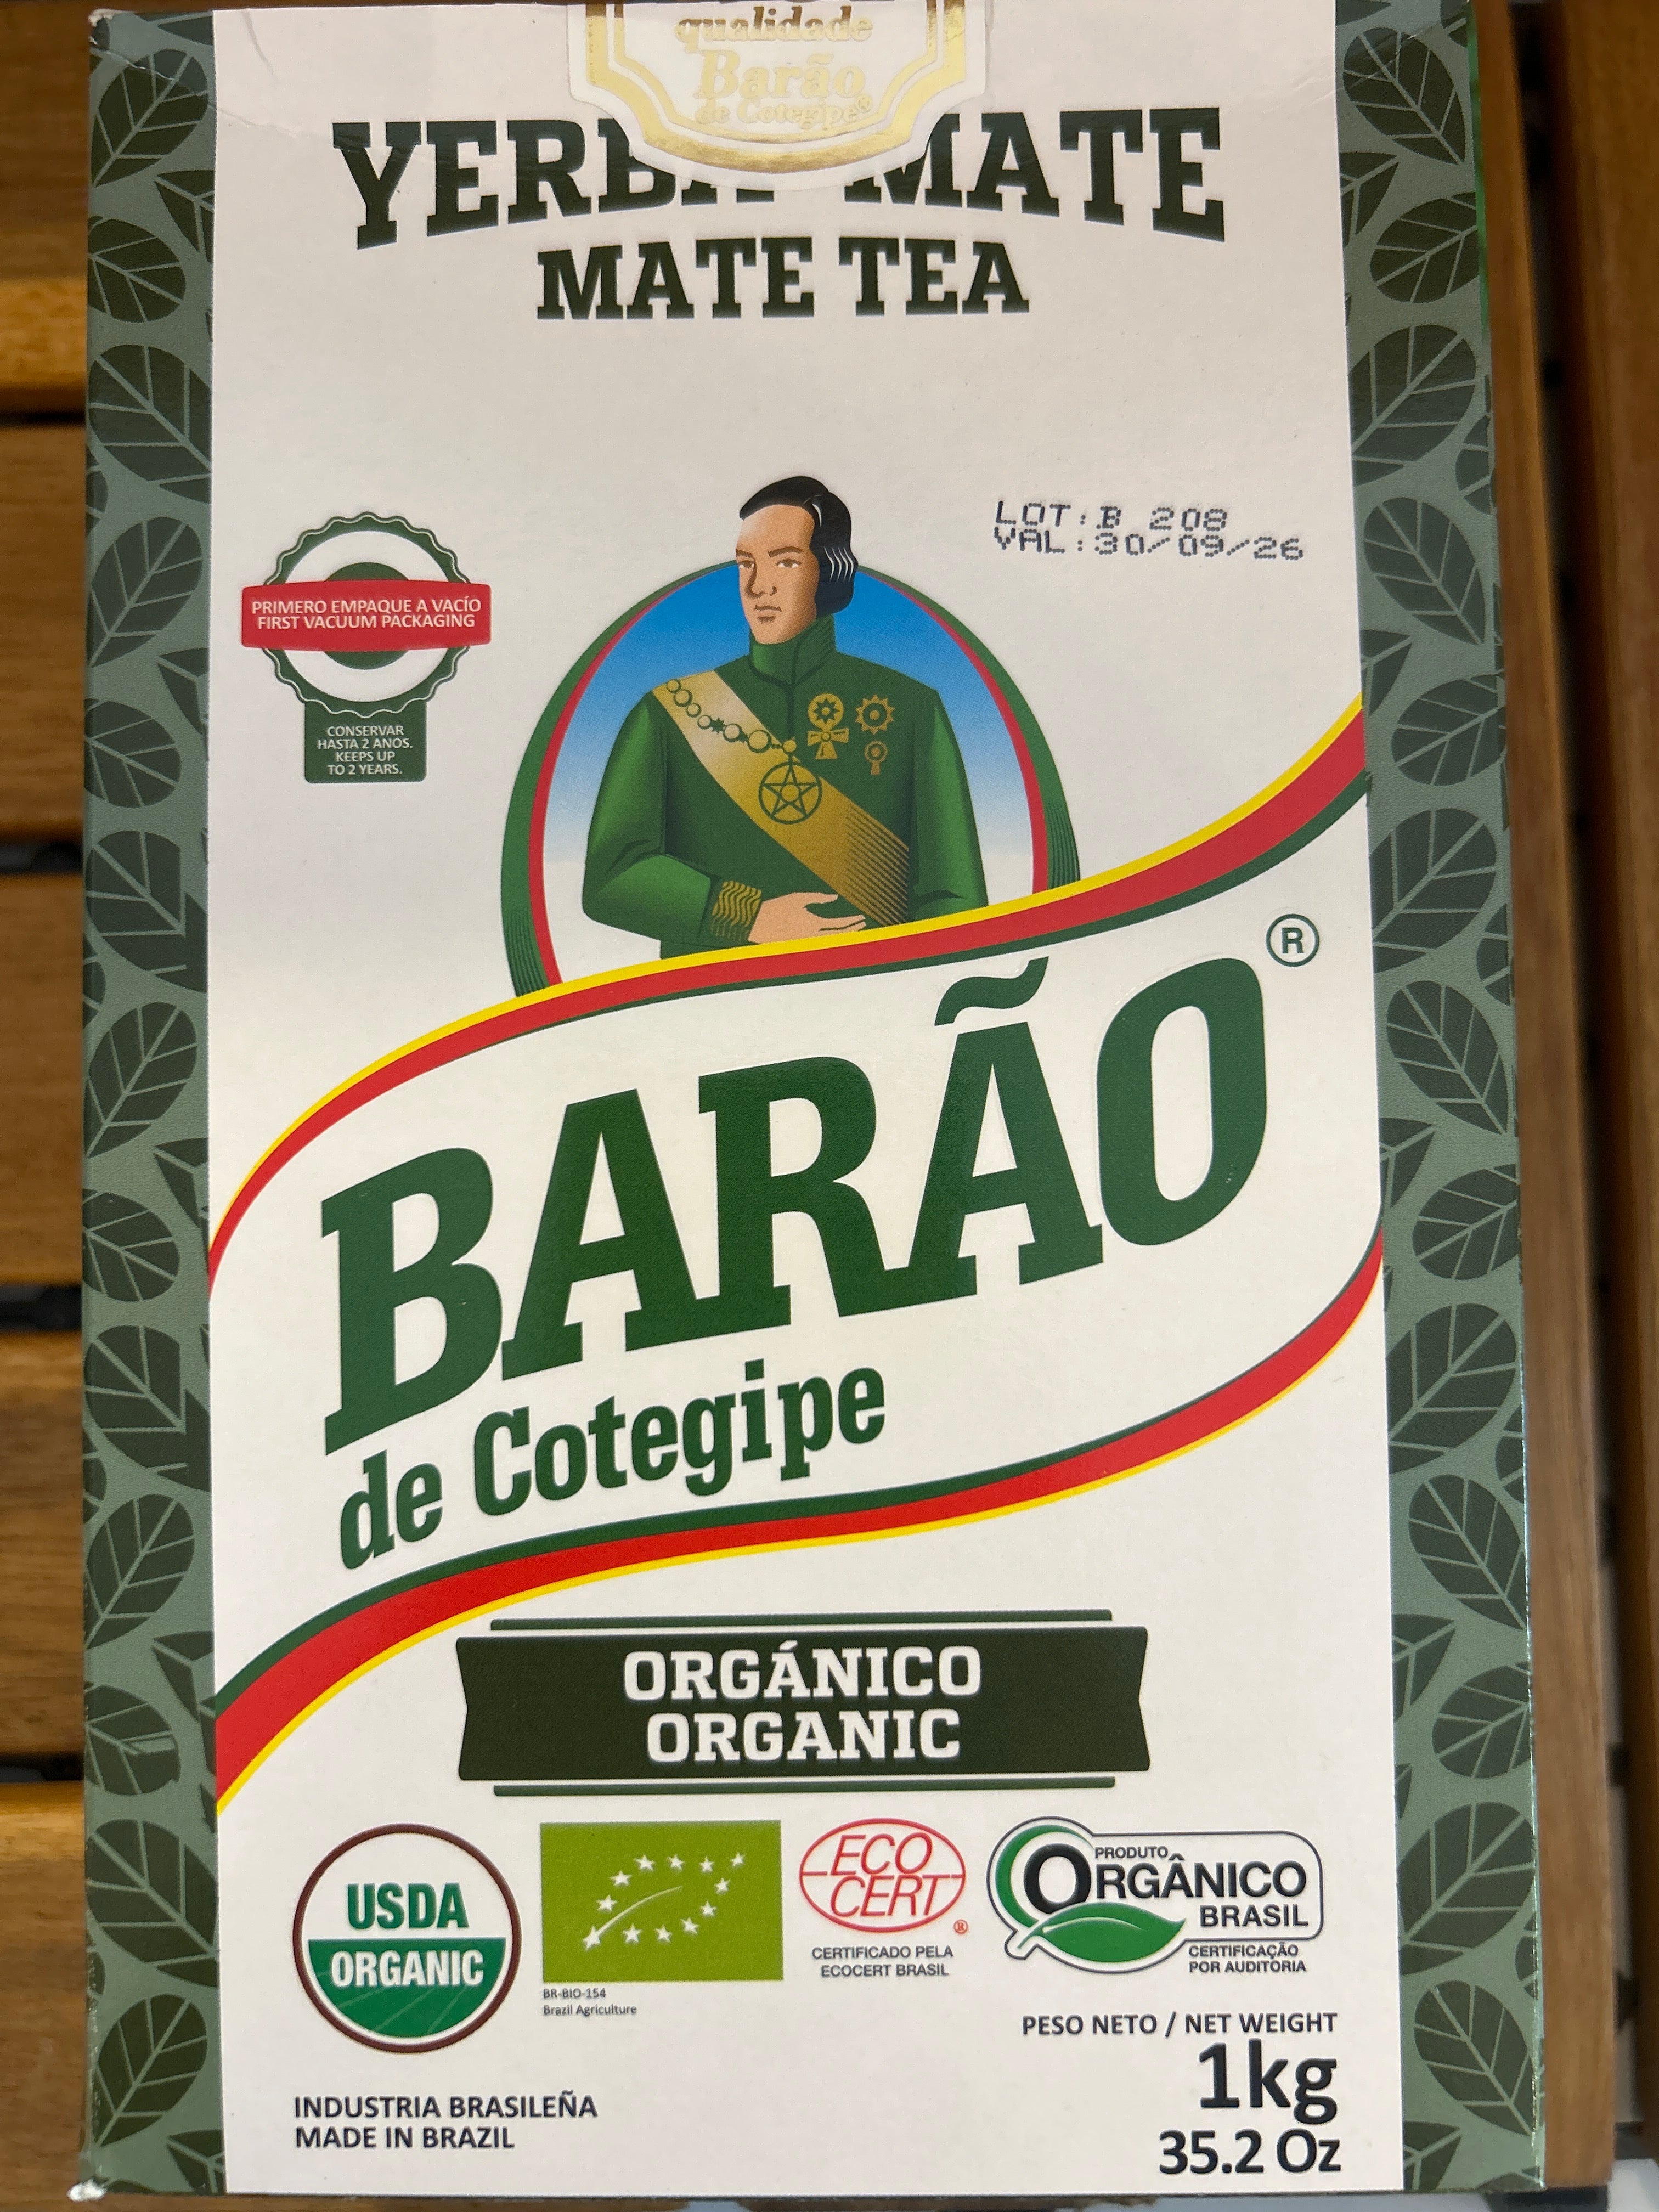 qualidade
Barão
de Cotegipe®
YERBA MATE
MATE TEA
LOT: B 208
VAL: 30/09/26
PRIMERO EMPAQUE A VACÍO
FIRST VACUUM PACKAGING
CONSERVAR
HASTA 2 ANOS.
KEEPS UP
TO 2 YEARS.
BARÃO®
de Cotegipe
ORGÁNICO
ORGANIC
USDA
ORGANIC
BR-BIO-154
Brazil Agriculture
ECO
CERT®
CERTIFICADO PELA
ECOCERT BRASIL
PRODUTO
ORGÂNICO
BRASIL
CERTIFICAÇÃO
POR AUDITORIA
PESO NETO / NET WEIGHT
1kg
35.2 Oz
INDUSTRIA BRASILEÑA
MADE IN BRAZIL